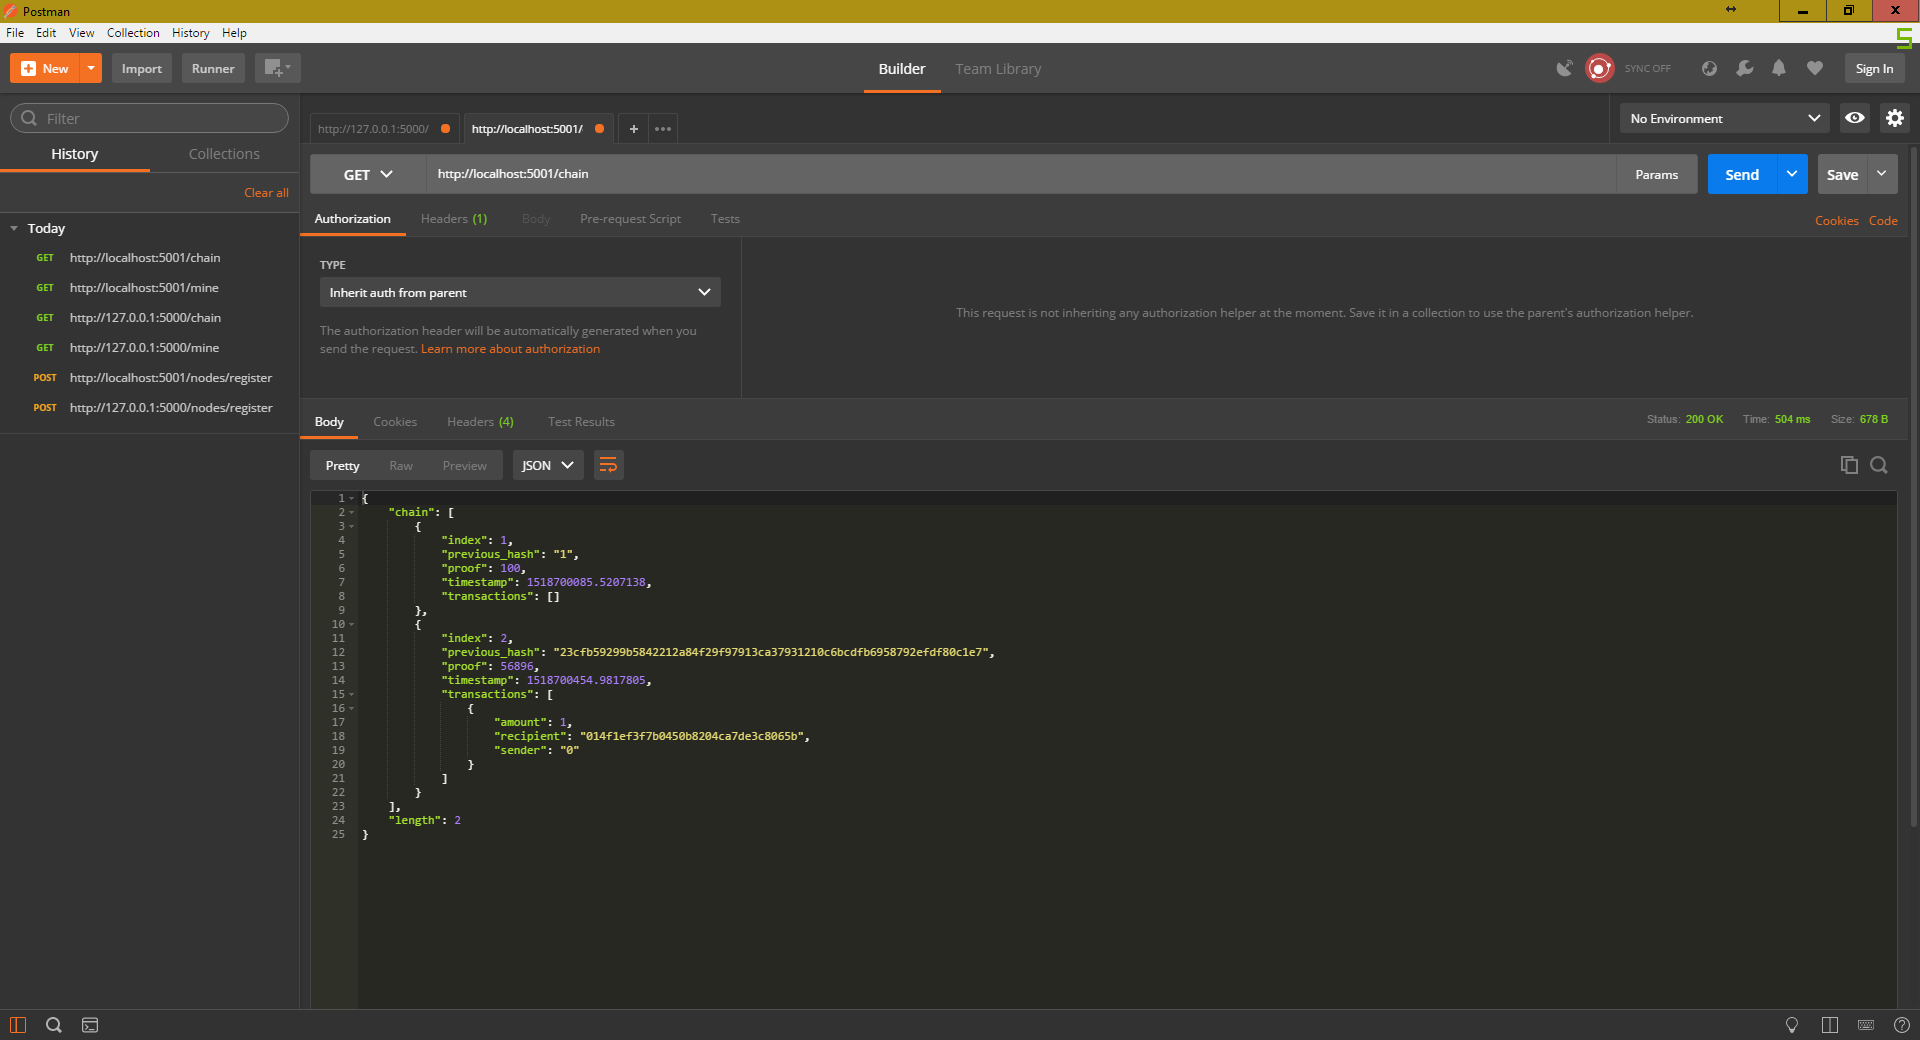 Postman
File Edit View Collection History Help
New Import Runner Builder Team Library SYNC OFF Sign In
Filter
History Collections
Clear all
Today
GET http://localhost:5001/chain
GET http://localhost:5001/mine
GET http://127.0.0.1:5000/chain
GET http://127.0.0.1:5000/mine
POST http://localhost:5001/nodes/register
POST http://127.0.0.1:5000/nodes/register
http://127.0.0.1:5000/ http://localhost:5001/ + ••• No Environment
GET http://localhost:5001/chain Params Send Save
Authorization Headers (1) Body Pre-request Script Tests Cookies Code
TYPE
Inherit auth from parent
The authorization header will be automatically generated when you
send the request. Learn more about authorization
This request is not inheriting any authorization helper at the moment. Save it in a collection to use the parent's authorization helper.
Body Cookies Headers (4) Test Results Status: 200 OK Time: 504 ms Size: 678 B
Pretty Raw Preview JSON
1 {
2 "chain": [
3 {
4 "index": 1,
5 "previous_hash": "1",
6 "proof": 100,
7 "timestamp": 1518700085.5207138,
8 "transactions": []
9 },
10 {
11 "index": 2,
12 "previous_hash": "23cfb59299b5842212a84f29f97913ca37931210c6bcdfb6958792efdf80c1e7",
13 "proof": 56896,
14 "timestamp": 1518700454.9817805,
15 "transactions": [
16 {
17 "amount": 1,
18 "recipient": "014f1ef3f7b0450b8204ca7de3c8065b",
19 "sender": "0"
20 }
21 ]
22 }
23 ],
24 "length": 2
25 }